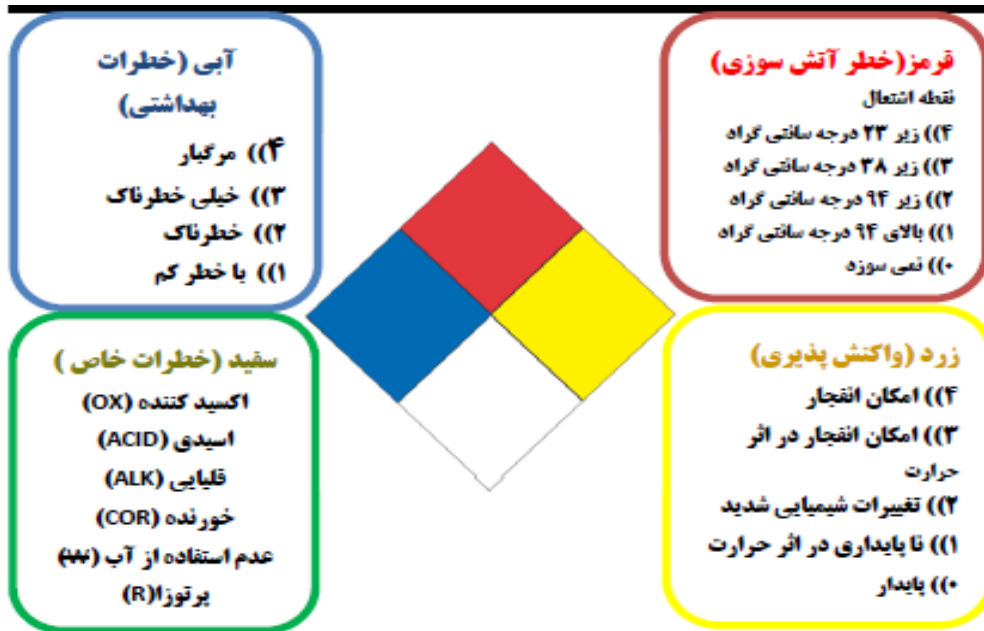 آبی (خطرات
بهداشتی)
۴)) مرگبار
۳)) خیلی خطرناک
۲)) خطرناک
۱)) با خطر کم
قرمز(خطر آتش سوزی)
نقطه اشتعال
۴)) زیر ۲۳ درجه سانتی گراد
۳)) زیر ۳۸ درجه سانتی گراد
۲)) زیر ۹۴ درجه سانتی گراد
۱)) بالای ۹۴ درجه سانتی گراد
۰)) نمی سوزه
سفید (خطرات خاص )
اکسید کننده (OX)
اسیدی (ACID)
قلیایی (ALK)
خورنده (COR)
عدم استفاده از آب (W)
پرتوزا(R)
زرد (واکنش پذیری)
۴)) امکان انفجار
۳)) امکان انفجار در اثر
حرارت
۲)) تغییرات شیمیایی شدید
۱)) نا پایداری در اثر حرارت
۰)) پایدار